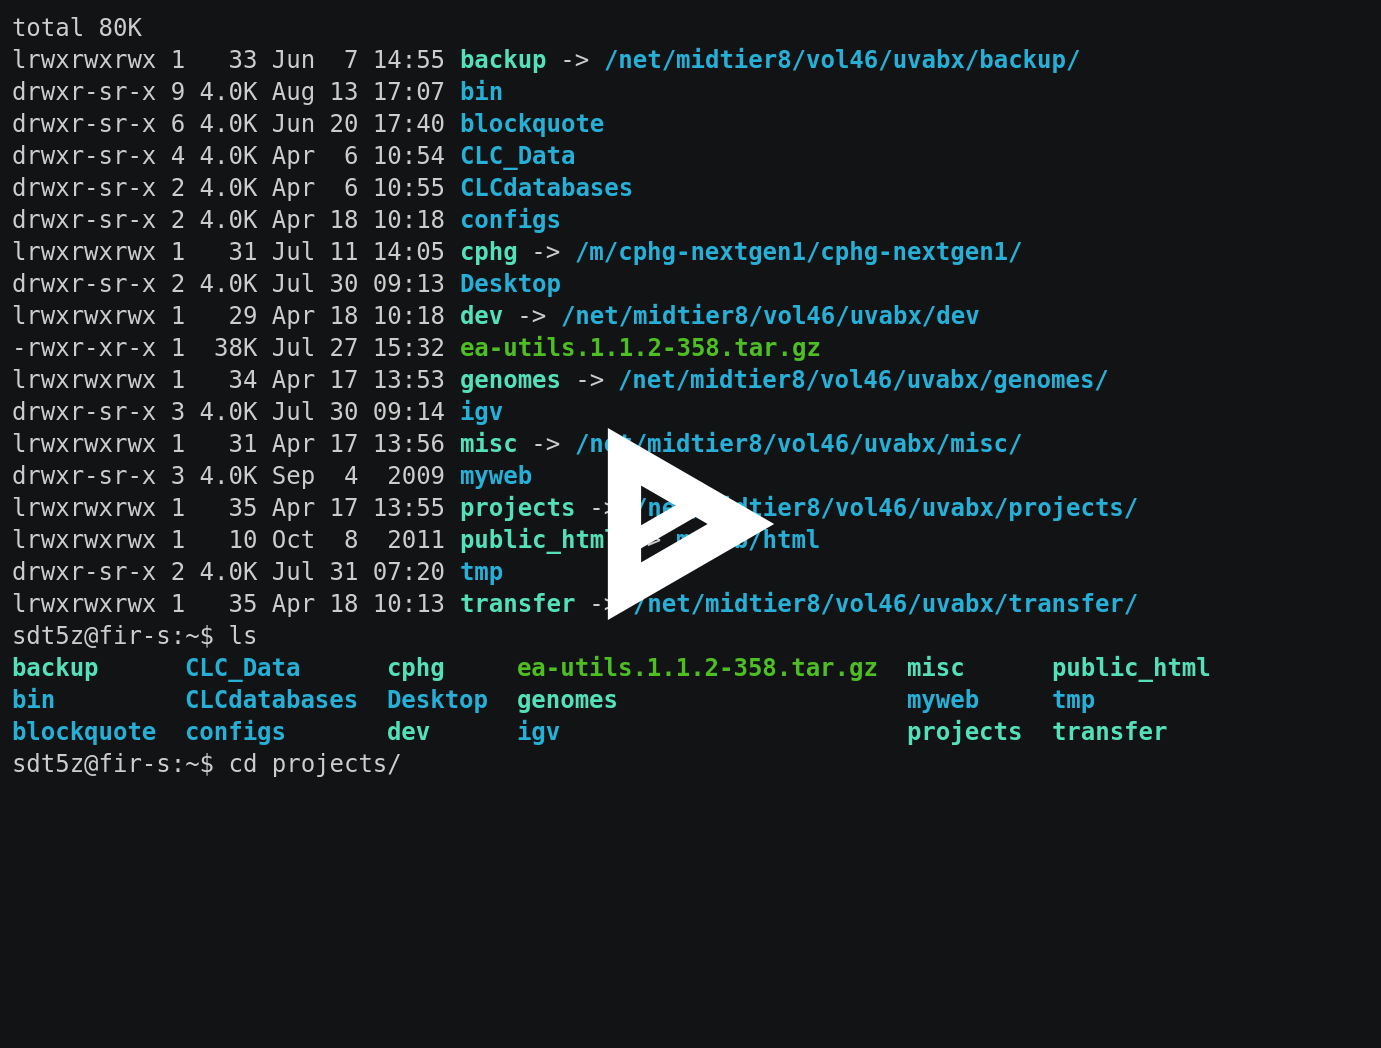 total 80K
lrwxrwxrwx 1   33 Jun  7 14:55 backup -> /net/midtier8/vol46/uvabx/backup/
drwxr-sr-x 9 4.0K Aug 13 17:07 bin
drwxr-sr-x 6 4.0K Jun 20 17:40 blockquote
drwxr-sr-x 4 4.0K Apr  6 10:54 CLC_Data
drwxr-sr-x 2 4.0K Apr  6 10:55 CLCdatabases
drwxr-sr-x 2 4.0K Apr 18 10:18 configs
lrwxrwxrwx 1   31 Jul 11 14:05 cphg -> /m/cphg-nextgen1/cphg-nextgen1/
drwxr-sr-x 2 4.0K Jul 30 09:13 Desktop
lrwxrwxrwx 1   29 Apr 18 10:18 dev -> /net/midtier8/vol46/uvabx/dev
-rwxr-xr-x 1  38K Jul 27 15:32 ea-utils.1.1.2-358.tar.gz
lrwxrwxrwx 1   34 Apr 17 13:53 genomes -> /net/midtier8/vol46/uvabx/genomes/
drwxr-sr-x 3 4.0K Jul 30 09:14 igv
lrwxrwxrwx 1   31 Apr 17 13:56 misc -> /net/midtier8/vol46/uvabx/misc/
drwxr-sr-x 3 4.0K Sep  4  2009 myweb
lrwxrwxrwx 1   35 Apr 17 13:55 projects -> /net/midtier8/vol46/uvabx/projects/
lrwxrwxrwx 1   10 Oct  8  2011 public_html -> myweb/html
drwxr-sr-x 2 4.0K Jul 31 07:20 tmp
lrwxrwxrwx 1   35 Apr 18 10:13 transfer -> /net/midtier8/vol46/uvabx/transfer/
sdt5z@fir-s:~$ ls
backup      CLC_Data      cphg     ea-utils.1.1.2-358.tar.gz  misc      public_html
bin         CLCdatabases  Desktop  genomes                    myweb     tmp
blockquote  configs       dev      igv                        projects  transfer
sdt5z@fir-s:~$ cd projects/